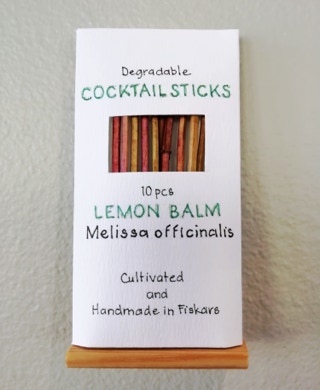 Degradable
COCKTAIL STICKS
10 pcs
LEMON BALM
Melissa officinalis
Cultivated
and
Handmade in Fiskars